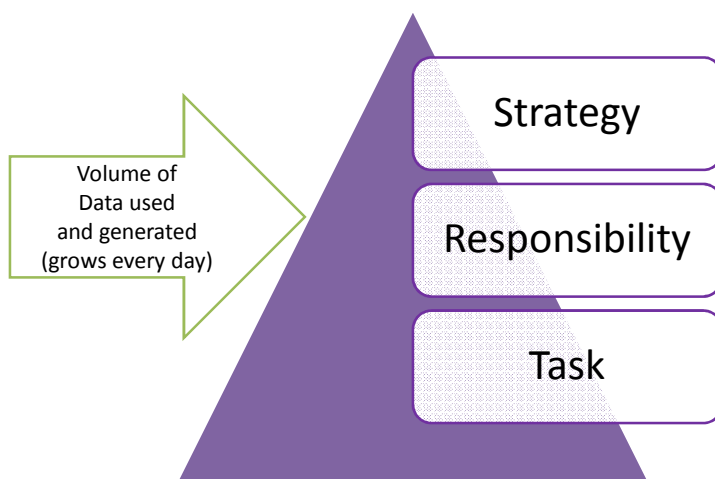 Volume of
Data used
and generated
(grows every day)
Strategy
Responsibility
Task